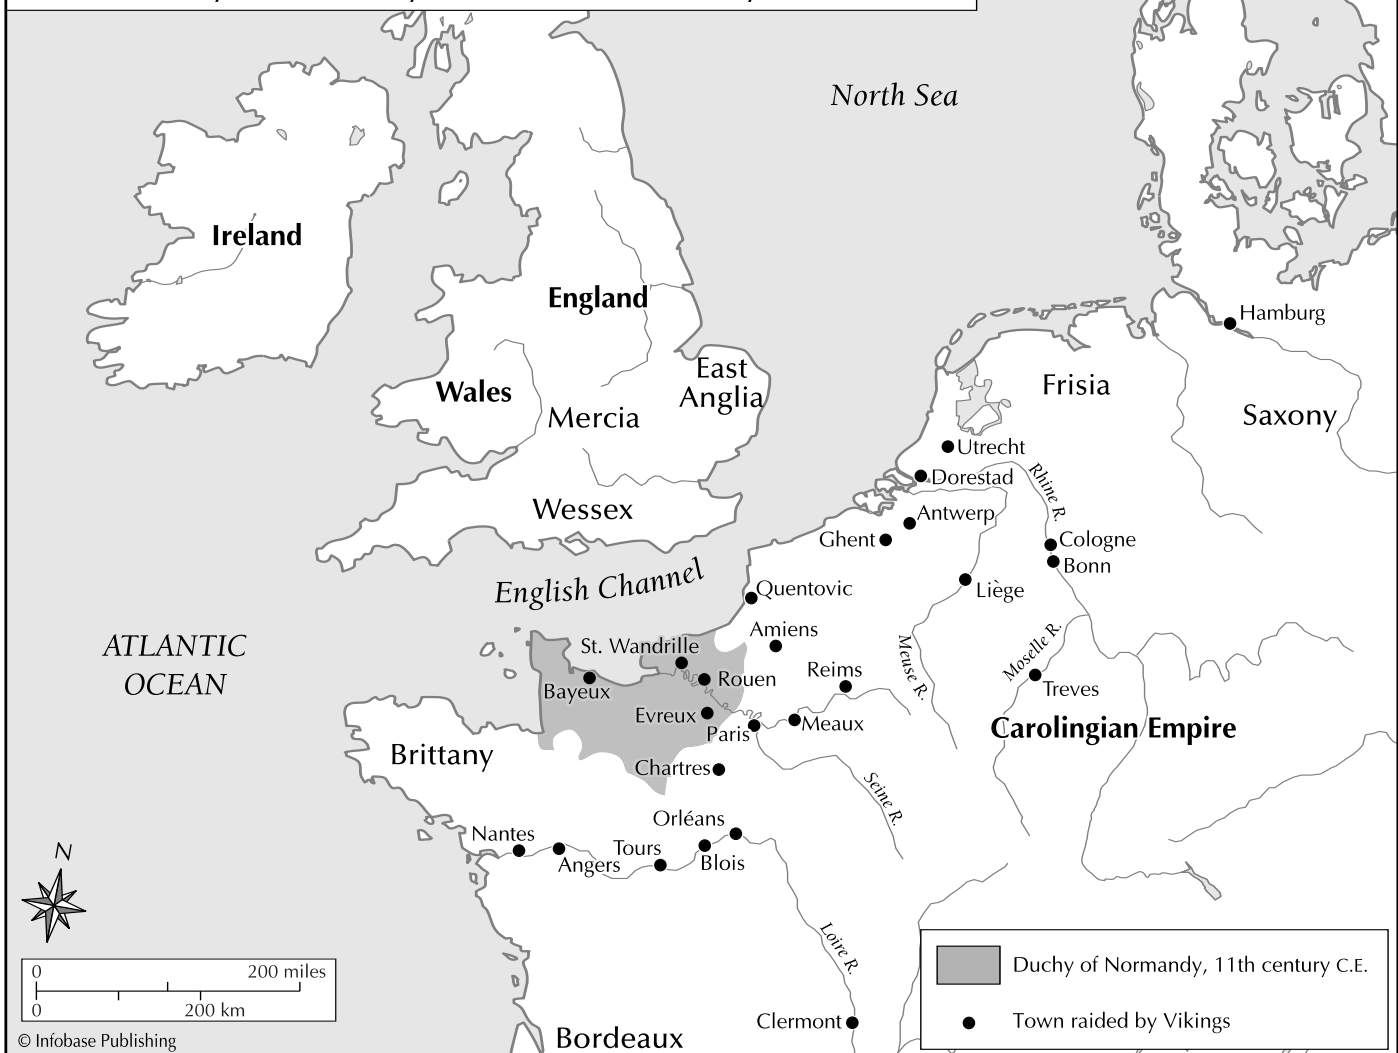 North Sea
Ireland
England
Hamburg
East
Anglia
Frisia
Wales
Mercia
Saxony
Utrecht
Dorestad
Rhine R.
Wessex
Antwerp
Ghent
Cologne
Bonn
English Channel
Quentovic
Liège
Amiens
ATLANTIC
OCEAN
St. Wandrille
Meuse R.
Moselle R.
Reims
Rouen
Bayeux
Treves
Evreux
Paris
Meaux
Carolingian Empire
Brittany
Chartres
Seine R.
Orléans
Nantes
Tours
Angers
Blois
N
Loire R.
Duchy of Normandy, 11th century C.E.
0
200 miles
0
200 km
Clermont
Town raided by Vikings
Bordeaux
© Infobase Publishing